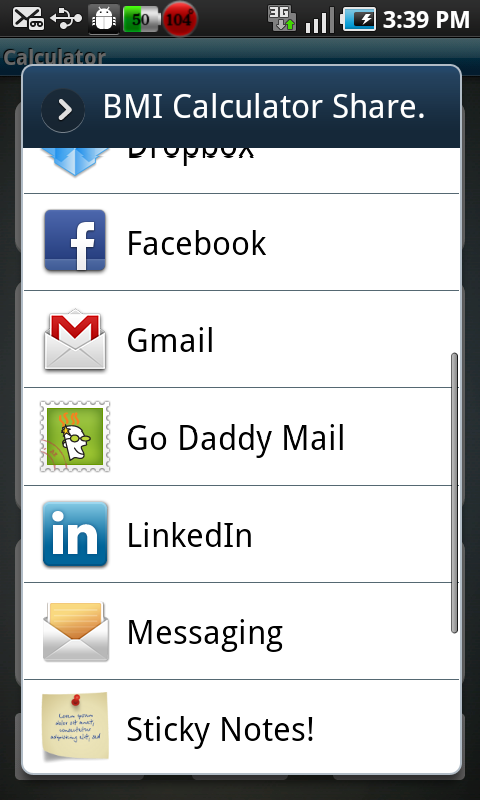 50 104° 3G 3:39 PM
Calculator
BMI Calculator Share.
Dropbox
Facebook
Gmail
Go Daddy Mail
in LinkedIn
Messaging
Sticky Notes!